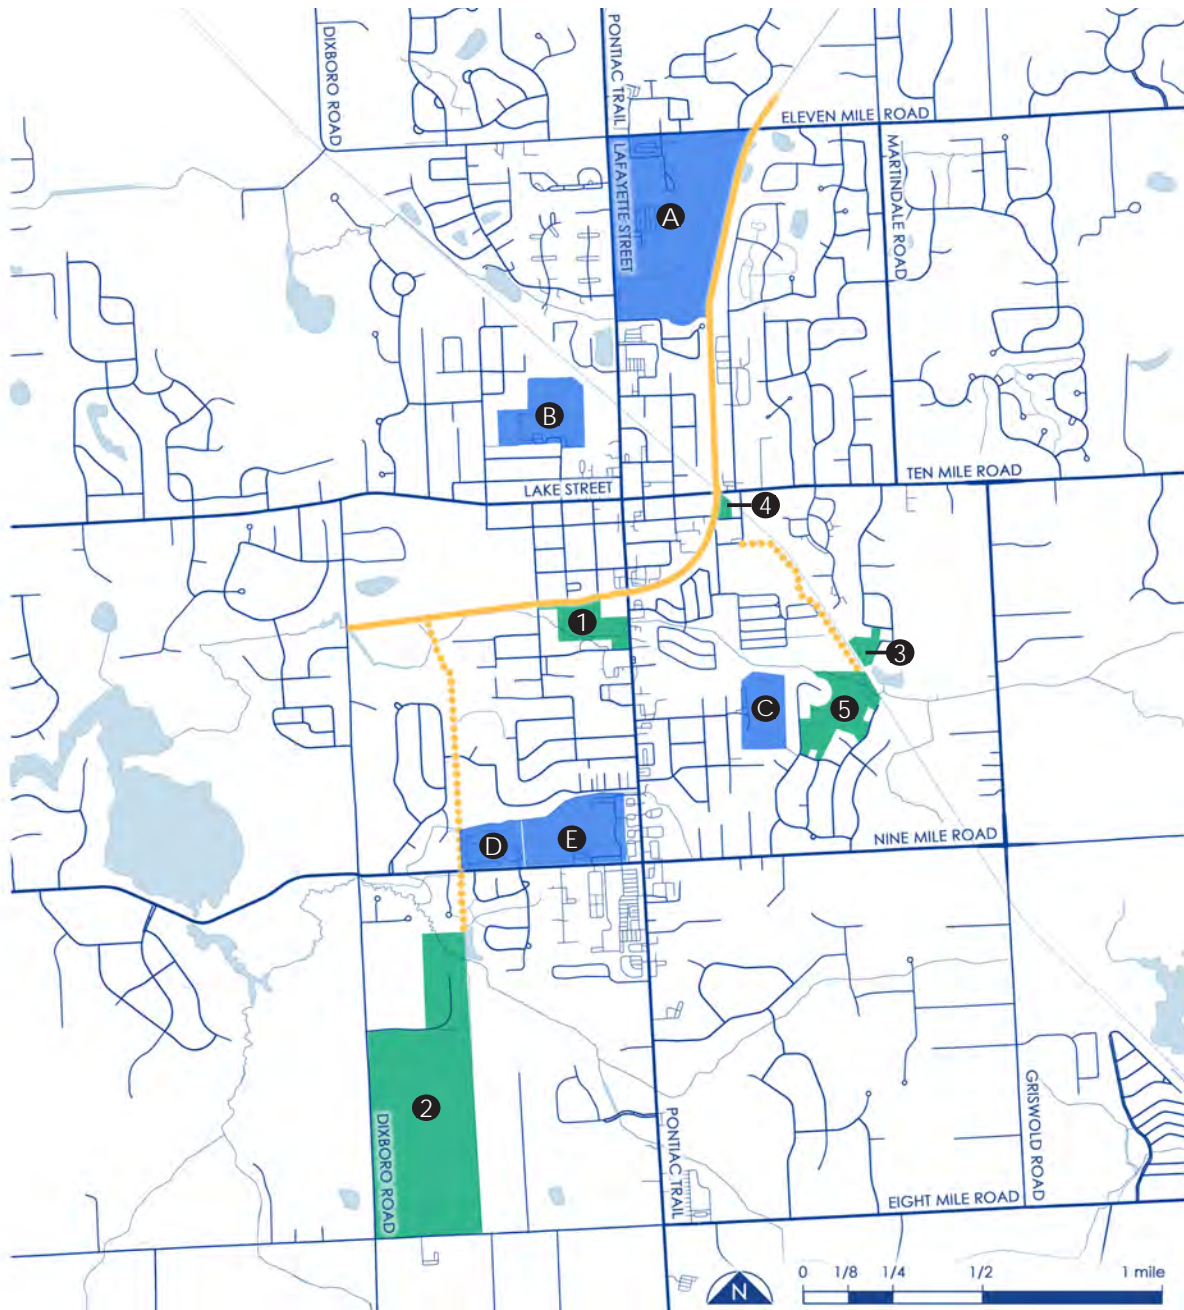 DIXBORO ROAD
PONTIAC TRAIL
ELEVEN MILE ROAD
LAFAYETTE STREET
MARTINDALE ROAD
A
B
TEN MILE ROAD
LAKE STREET
4
1
3
C
5
D
E
NINE MILE ROAD
2
DIXBORO ROAD
PONTIAC TRAIL
GRISWOLD ROAD
EIGHT MILE ROAD
N
0 1/8 1/4 1/2 1 mile